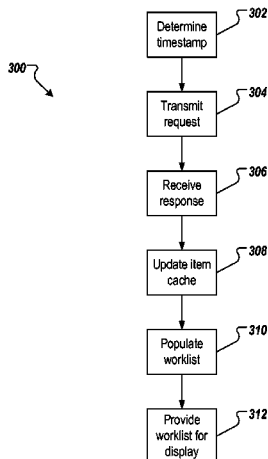 302
Determine
timestamp
300
304
Transmit
request
306
Receive
response
308
Update item
cache
310
Populate
worklist
312
Provide
worklist for
display